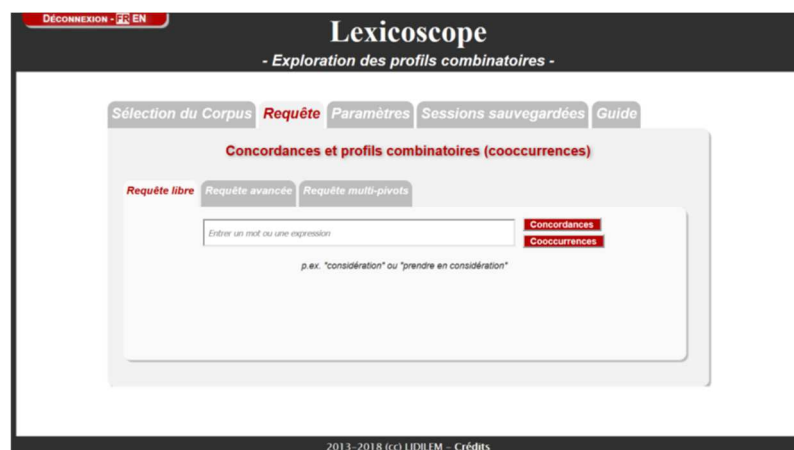 DÉCONNEXION - FR EN
Lexicoscope
- Exploration des profils combinatoires -
Sélection du Corpus Requête Paramètres Sessions sauvegardées Guide
Concordances et profils combinatoires (cooccurrences)
Requête libre Requête avancée Requête multi-pivots
Entrer un mot ou une expression
Concordances
Cooccurrences
p.ex. "considération" ou "prendre en considération"
2013-2018 (cc) LIDILEM - Crédits